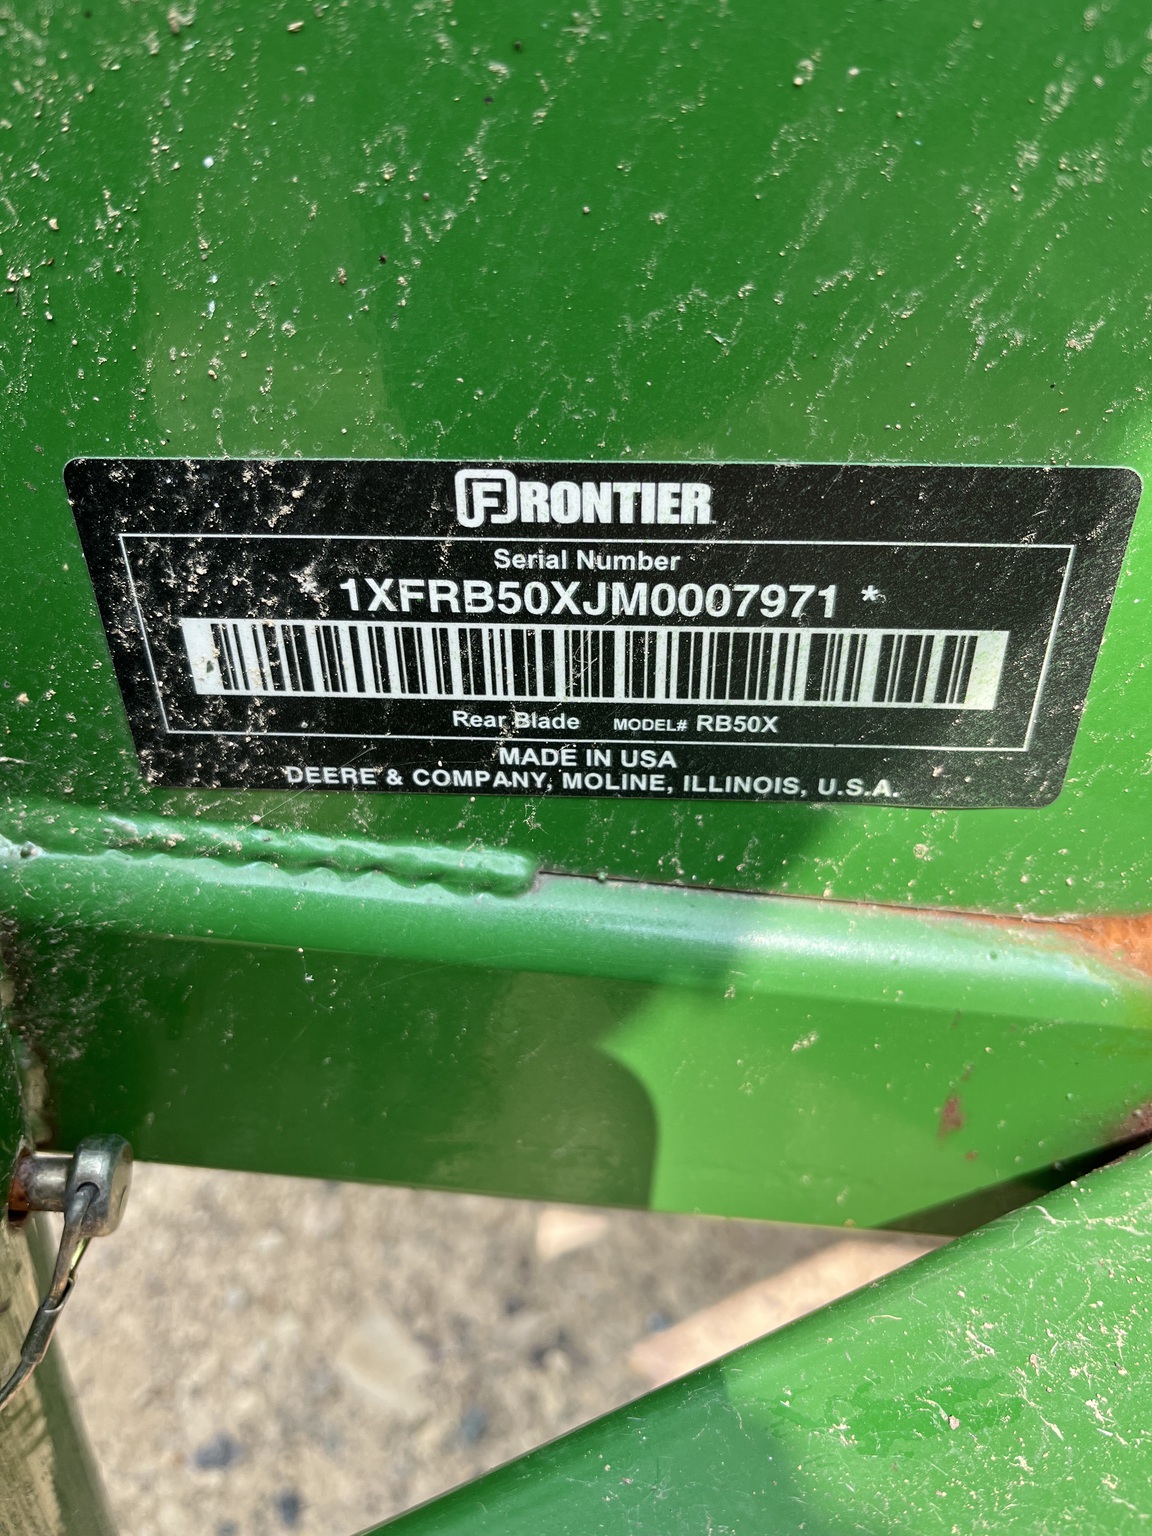 FRONTIER
Serial Number
* 1XFRB50XJM0007971 *
Rear Blade MODEL# RB50X
MADE IN USA
DEERE & COMPANY, MOLINE, ILLINOIS, U.S.A.